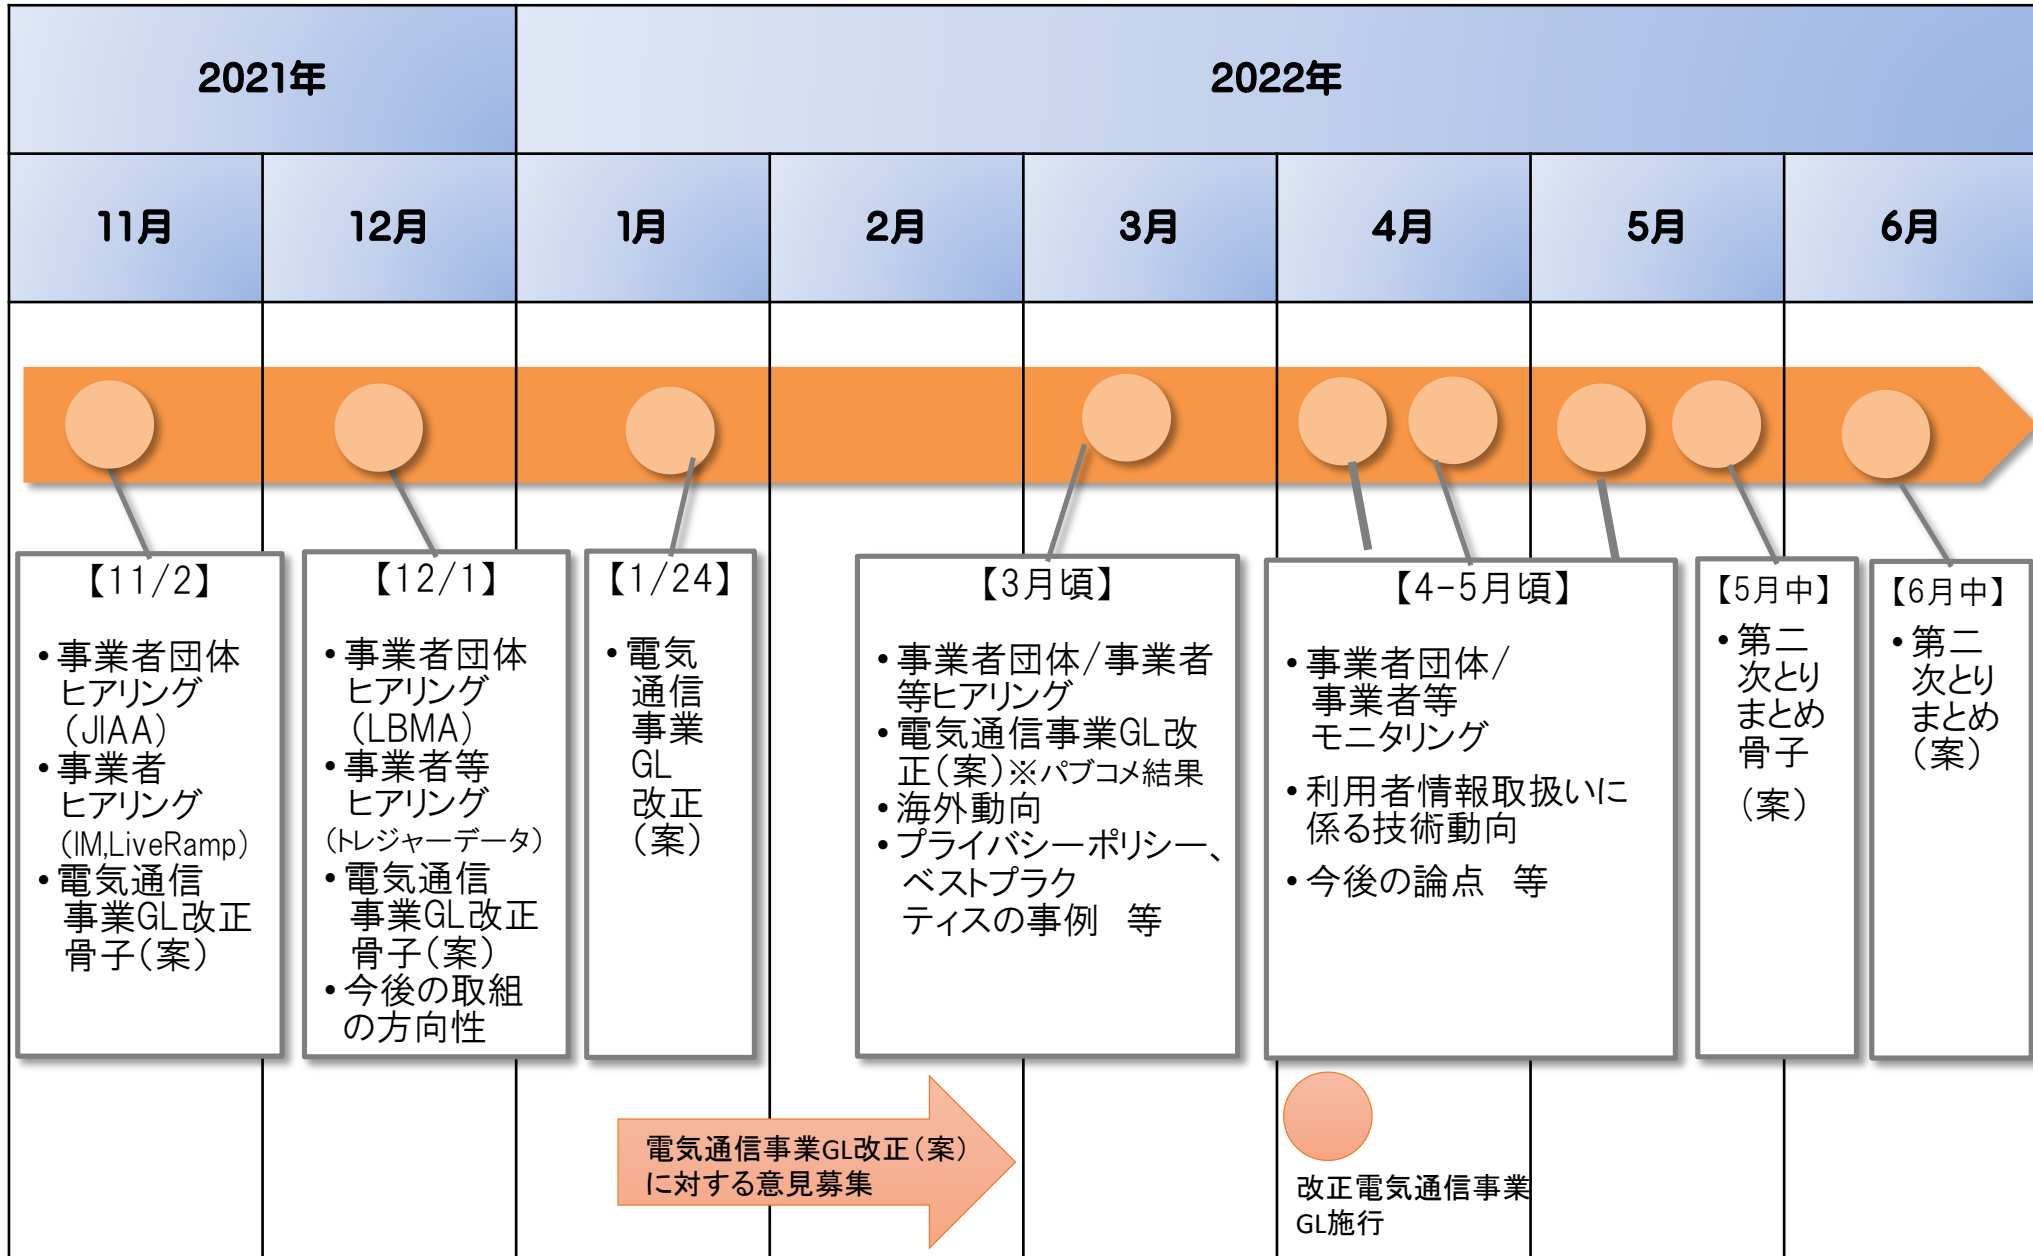 2021年
2022年
11月
12月
1月
2月
3月
4月
5月
6月
【11/2】
•事業者団体
ヒアリング
(JIAA)
•事業者
ヒアリング
(IM,LiveRamp)
•電気通信
事業GL改正
骨子(案)
【12/1】
•事業者団体
ヒアリング
(LBMA)
•事業者等
ヒアリング
(トレジャーデータ)
•電気通信
事業GL改正
骨子(案)
•今後の取組
の方向性
【1/24】
•電気
通信
事業
GL
改正
(案)
【3月頃】
•事業者団体/事業者
等ヒアリング
•電気通信事業GL改
正(案)※パブコメ結果
•海外動向
•プライバシーポリシー、
ベストプラク
ティスの事例　等
【4-5月頃】
•事業者団体/
事業者等
モニタリング
•利用者情報取扱いに
係る技術動向
•今後の論点　等
【5月中】
•第二
次とり
まとめ
骨子
(案)
【6月中】
•第二
次とり
まとめ
(案)
電気通信事業GL改正(案)
に対する意見募集
改正電気通信事業
GL施行